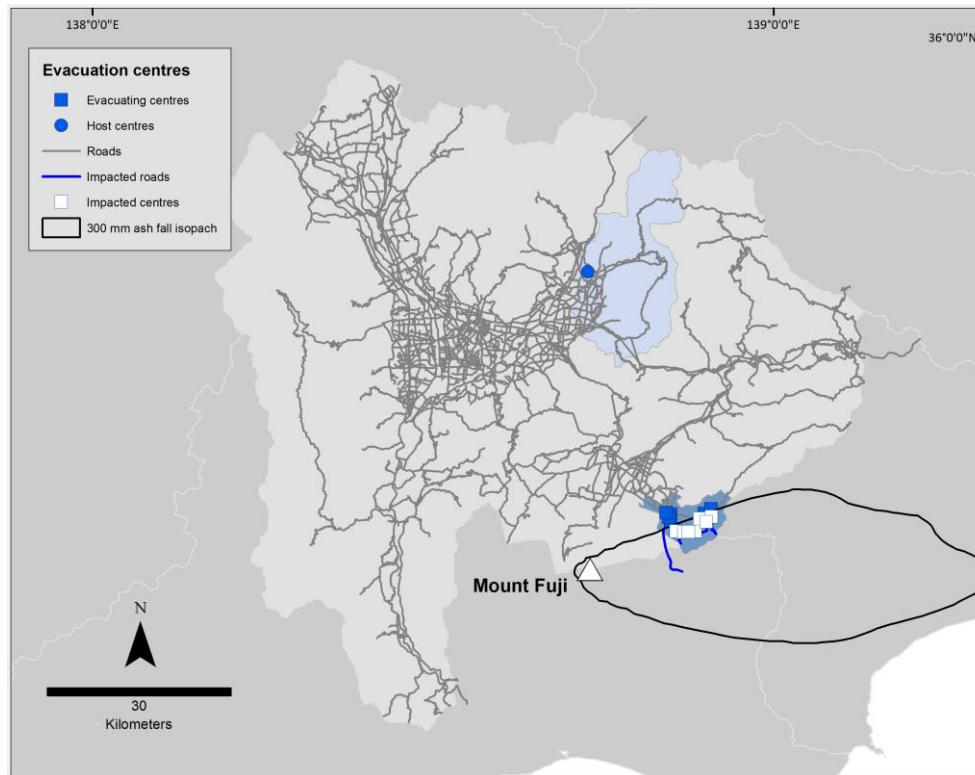 138°0'0"E
139°0'0"E
36°0'0"N
Evacuation centres
Evacuating centres
Host centres
Roads
Impacted roads
Impacted centres
300 mm ash fall isopach
Mount Fuji
N
30
Kilometers